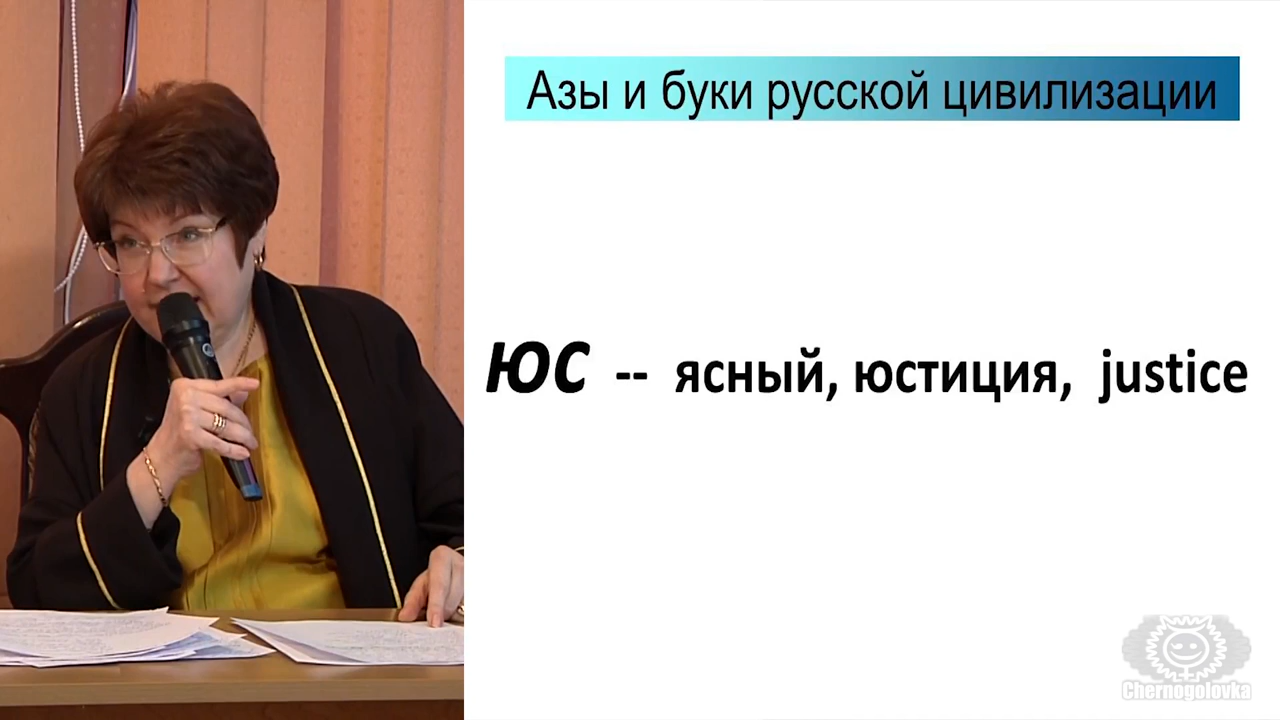 Азы и буки русской цивилизации
юс -- ясный, юстиция, justice
Chernogolovka